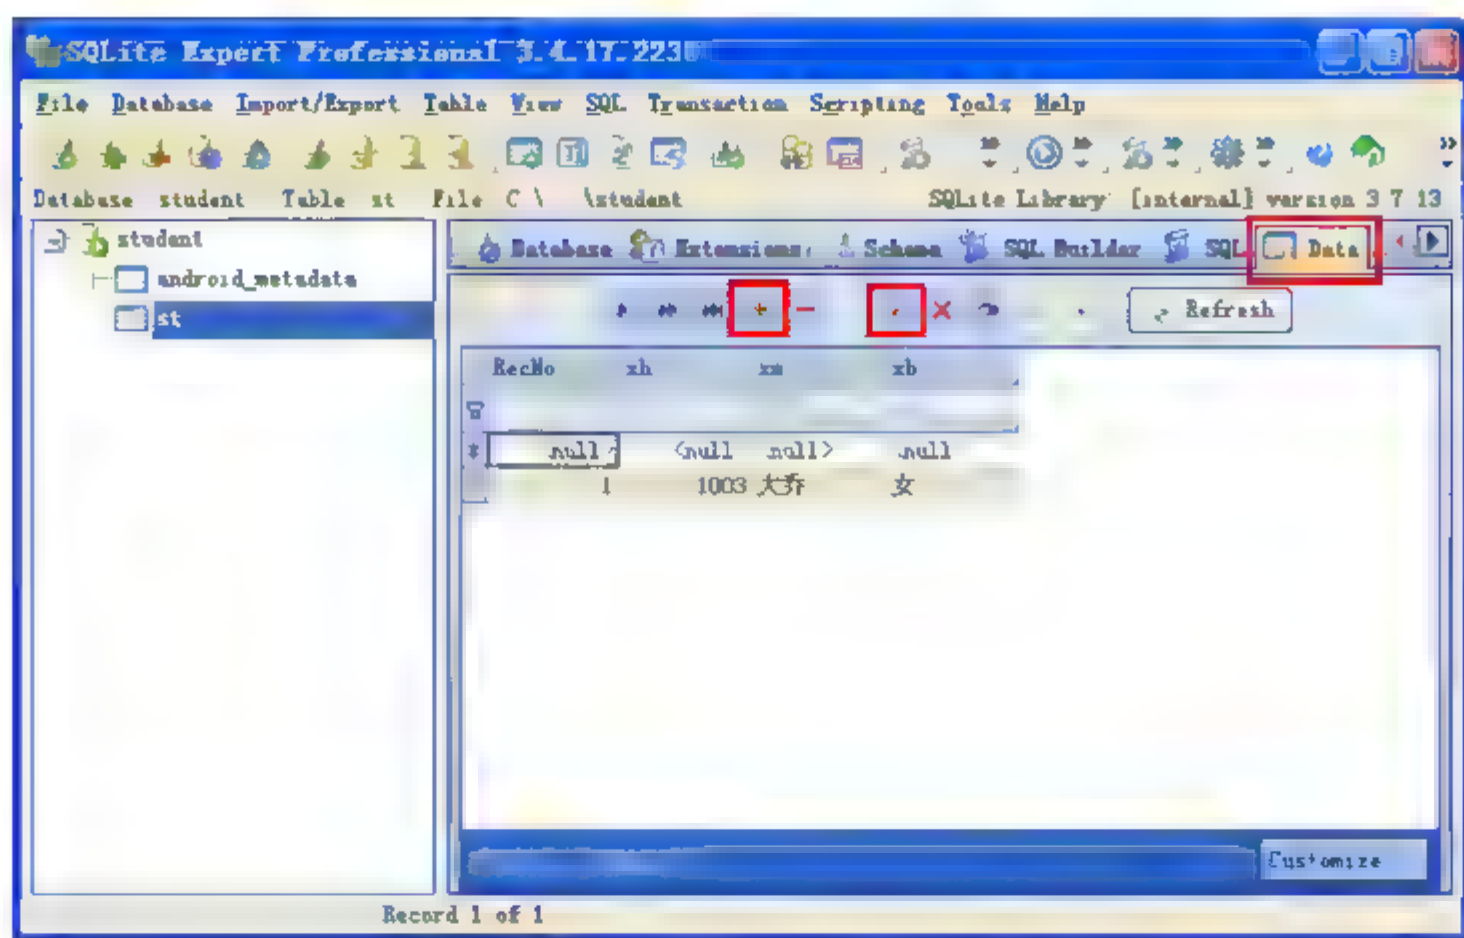 SQLite Expert Professional 3.4.17.2238
File Database Import/Export Table View SQL Transaction Scripting Tools Help
Database student Table st File C \ \student SQLite Library [internal] version 3 7 13
student
android_metadata
st
Database Extensions Schema SQL Builder SQL Data
Refresh
RecNo xh xm xb
null <null null> null
1 1003 大乔 女
Customize
Record 1 of 1